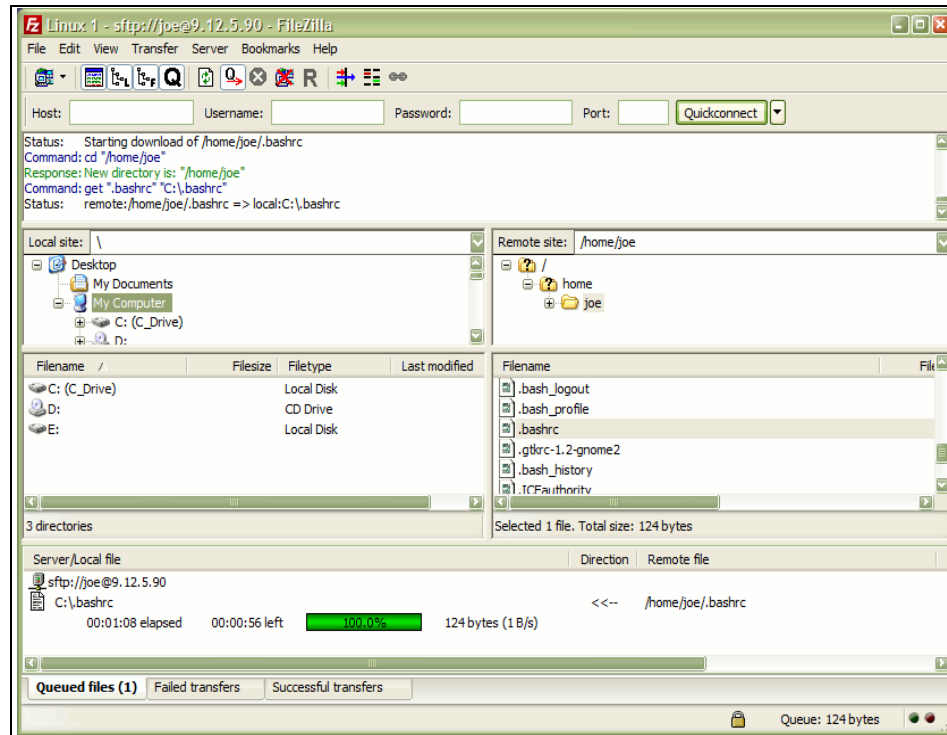 Linux 1 - sftp://joe@9.12.5.90 - FileZilla
File Edit View Transfer Server Bookmarks Help
Host: Username: Password: Port: Quickconnect
Status: Starting download of /home/joe/.bashrc
Command: cd "/home/joe"
Response: New directory is: "/home/joe"
Command: get ".bashrc" "C:\.bashrc"
Status: remote:/home/joe/.bashrc => local:C:\.bashrc
Local site: \
Desktop
My Documents
My Computer
C: (C_Drive)
D:
Remote site: /home/joe
/
home
joe
Filename Filesize Filetype Last modified
C: (C_Drive) Local Disk
D: CD Drive
E: Local Disk
3 directories
Filename File
.bash_logout
.bash_profile
.bashrc
.gtkrc-1.2-gnome2
.bash_history
.ICEauthority
Selected 1 file. Total size: 124 bytes
Server/Local file Direction Remote file
sftp://joe@9.12.5.90
C:\.bashrc <<-- /home/joe/.bashrc
00:01:08 elapsed 00:00:56 left 100.0% 124 bytes (1 B/s)
Queued files (1) Failed transfers Successful transfers
Queue: 124 bytes